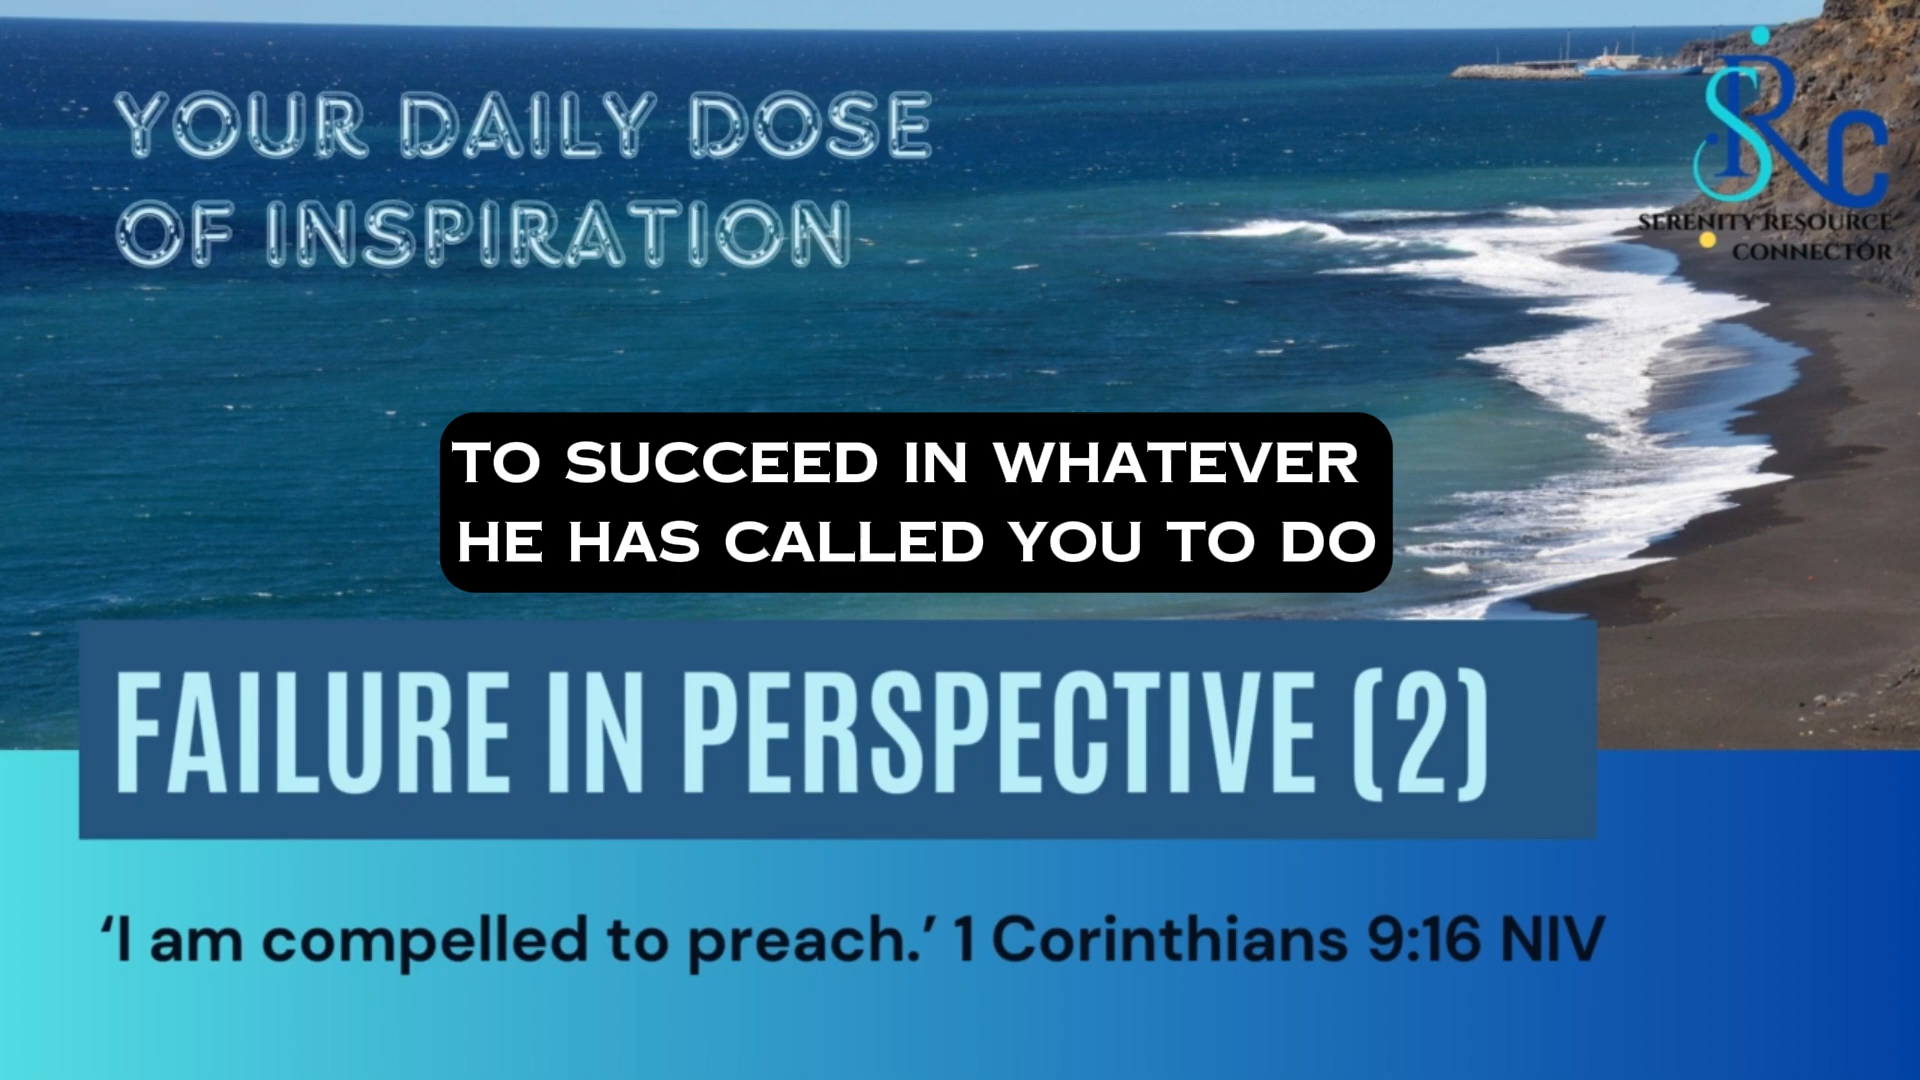 YOUR DAILY DOSE
OF INSPIRATION
SRC
SERENITY RESOURCE
CONNECTOR
TO SUCCEED IN WHATEVER
HE HAS CALLED YOU TO DO
FAILURE IN PERSPECTIVE (2)
‘I am compelled to preach.’ 1 Corinthians 9:16 NIV